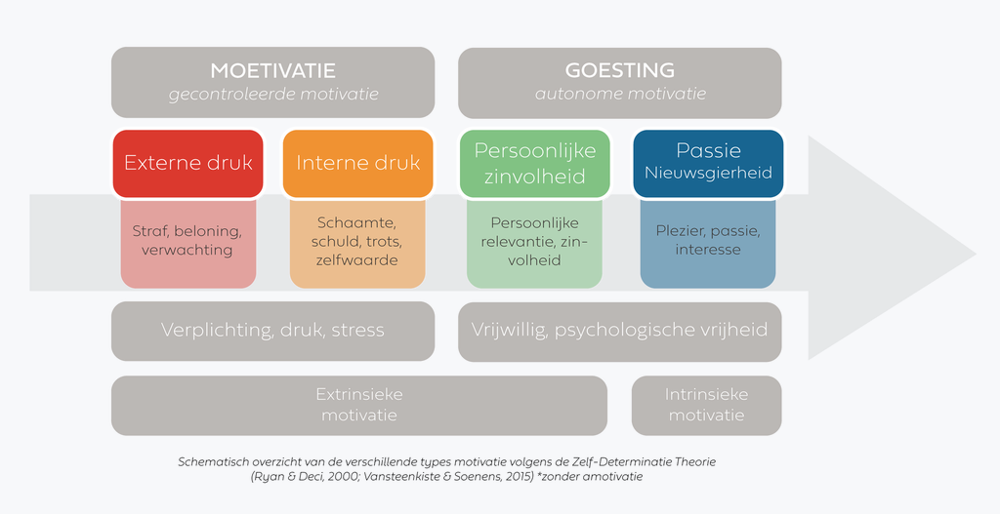 MOETIVATIE
gecontroleerde motivatie
GOESTING
autonome motivatie
Externe druk
Interne druk
Persoonlijke
zinvolheid
Passie
Nieuwsgierheid
Straf, beloning,
verwachting
Schaamte,
schuld, trots,
zelfwaarde
Persoonlijke
relevantie, zin-
volheid
Plezier, passie,
interesse
Verplichting, druk, stress
Vrijwillig, psychologische vrijheid
Extrinsieke
motivatie
Intrinsieke
motivatie
Schematisch overzicht van de verschillende types motivatie volgens de Zelf-Determinatie Theorie
(Ryan & Deci, 2000; Vansteenkiste & Soenens, 2015) *zonder amotivatie